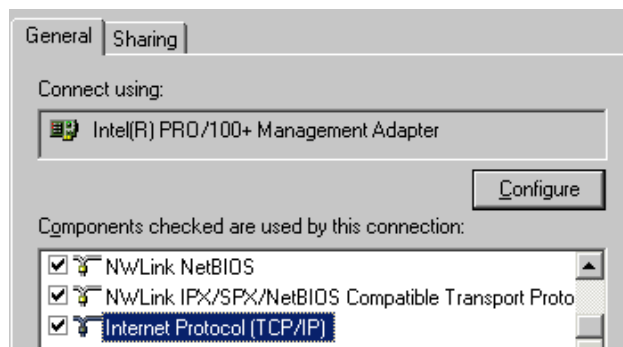 General
Sharing
Connect using:
Intel(R) PRO/100+ Management Adapter
Configure
Components checked are used by this connection:
NWLink NetBIOS
NWLink IPX/SPX/NetBIOS Compatible Transport Proto
Internet Protocol (TCP/IP)